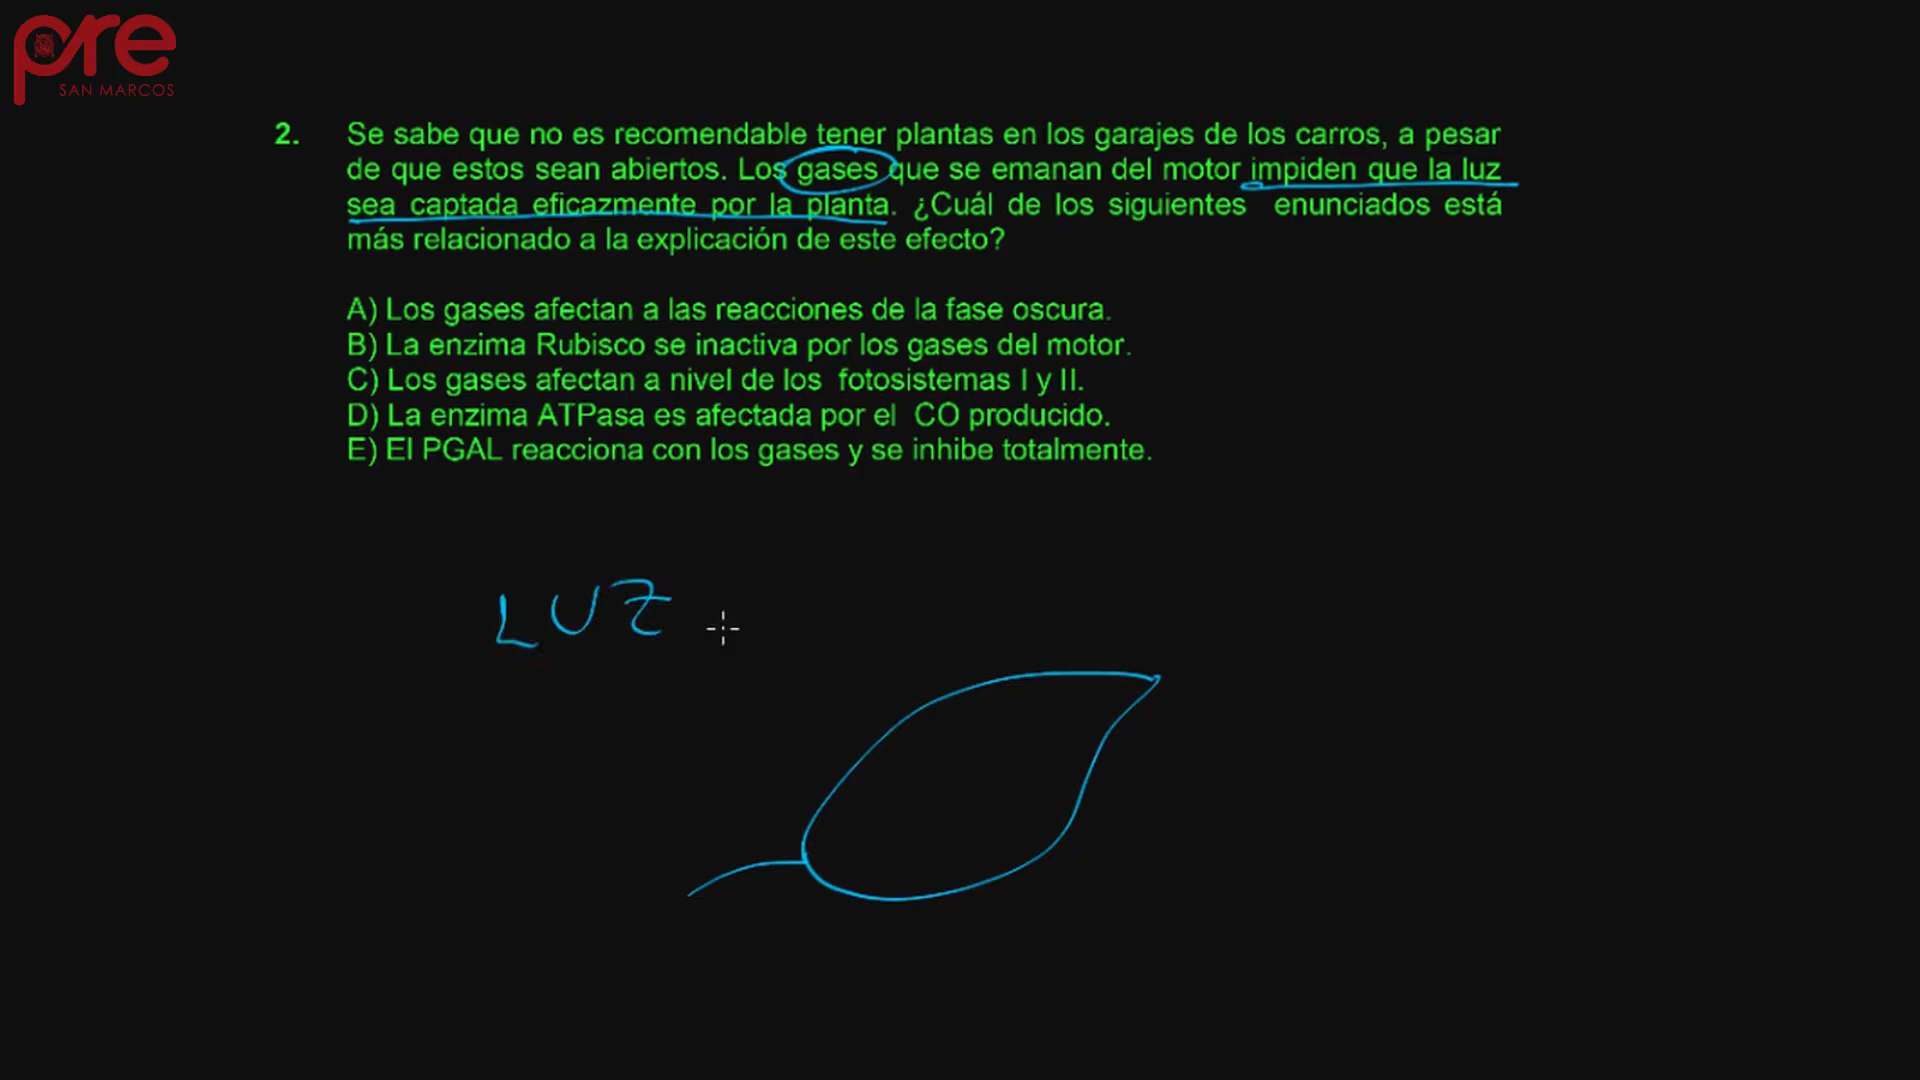 pre
SAN MARCOS
2. Se sabe que no es recomendable tener plantas en los garajes de los carros, a pesar
de que estos sean abiertos. Los gases que se emanan del motor impiden que la luz
sea captada eficazmente por la planta. ¿Cuál de los siguientes enunciados está
más relacionado a la explicación de este efecto?
A) Los gases afectan a las reacciones de la fase oscura.
B) La enzima Rubisco se inactiva por los gases del motor.
C) Los gases afectan a nivel de los fotosistemas I y II.
D) La enzima ATPasa es afectada por el CO producido.
E) El PGAL reacciona con los gases y se inhibe totalmente.
LUZ